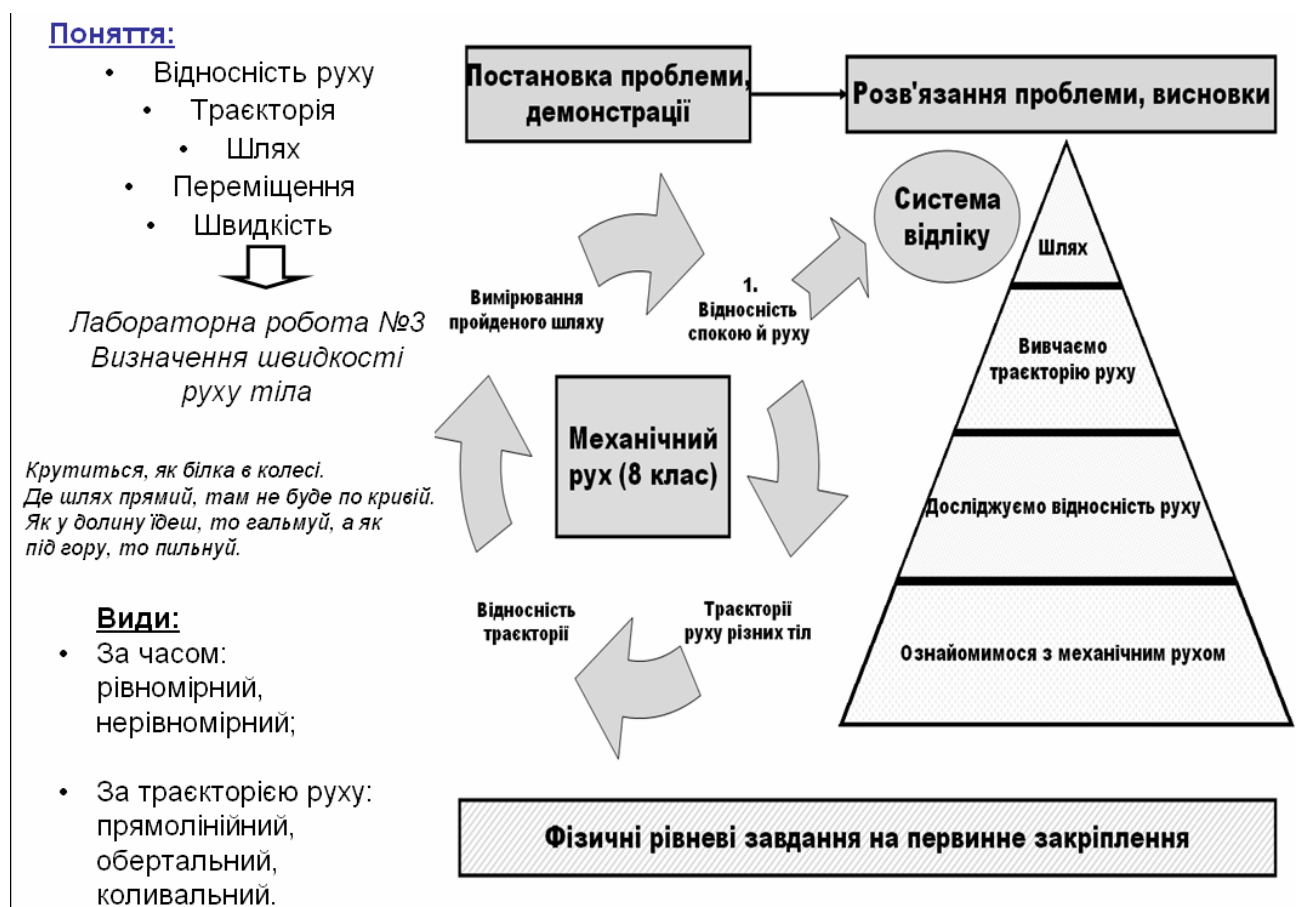 Поняття:
• Відносність руху
• Траєкторія
• Шлях
• Переміщення
• Швидкість
Лабораторна робота №3
Визначення швидкості
руху тіла
Крутиться, як білка в колесі.
Де шлях прямий, там не буде по кривій.
Як у долину їдеш, то гальмуй, а як
під гору, то пильнуй.
Види:
• За часом:
рівномірний,
нерівномірний;
• За траєкторією руху:
прямолінійний,
обертальний,
коливальний.
Постановка проблеми,
демонстрації
Розв'язання проблеми, висновки
Система
відліку
1.
Відносність
спокою й руху
Вимірювання
пройденого шляху
Механічний
рух (8 клас)
Відносність
траєкторії
Траєкторії
руху різних тіл
Шлях
Вивчаємо
траєкторію руху
Досліджуємо відносність руху
Ознайомимося з механічним рухом
Фізичні рівневі завдання на первинне закріплення